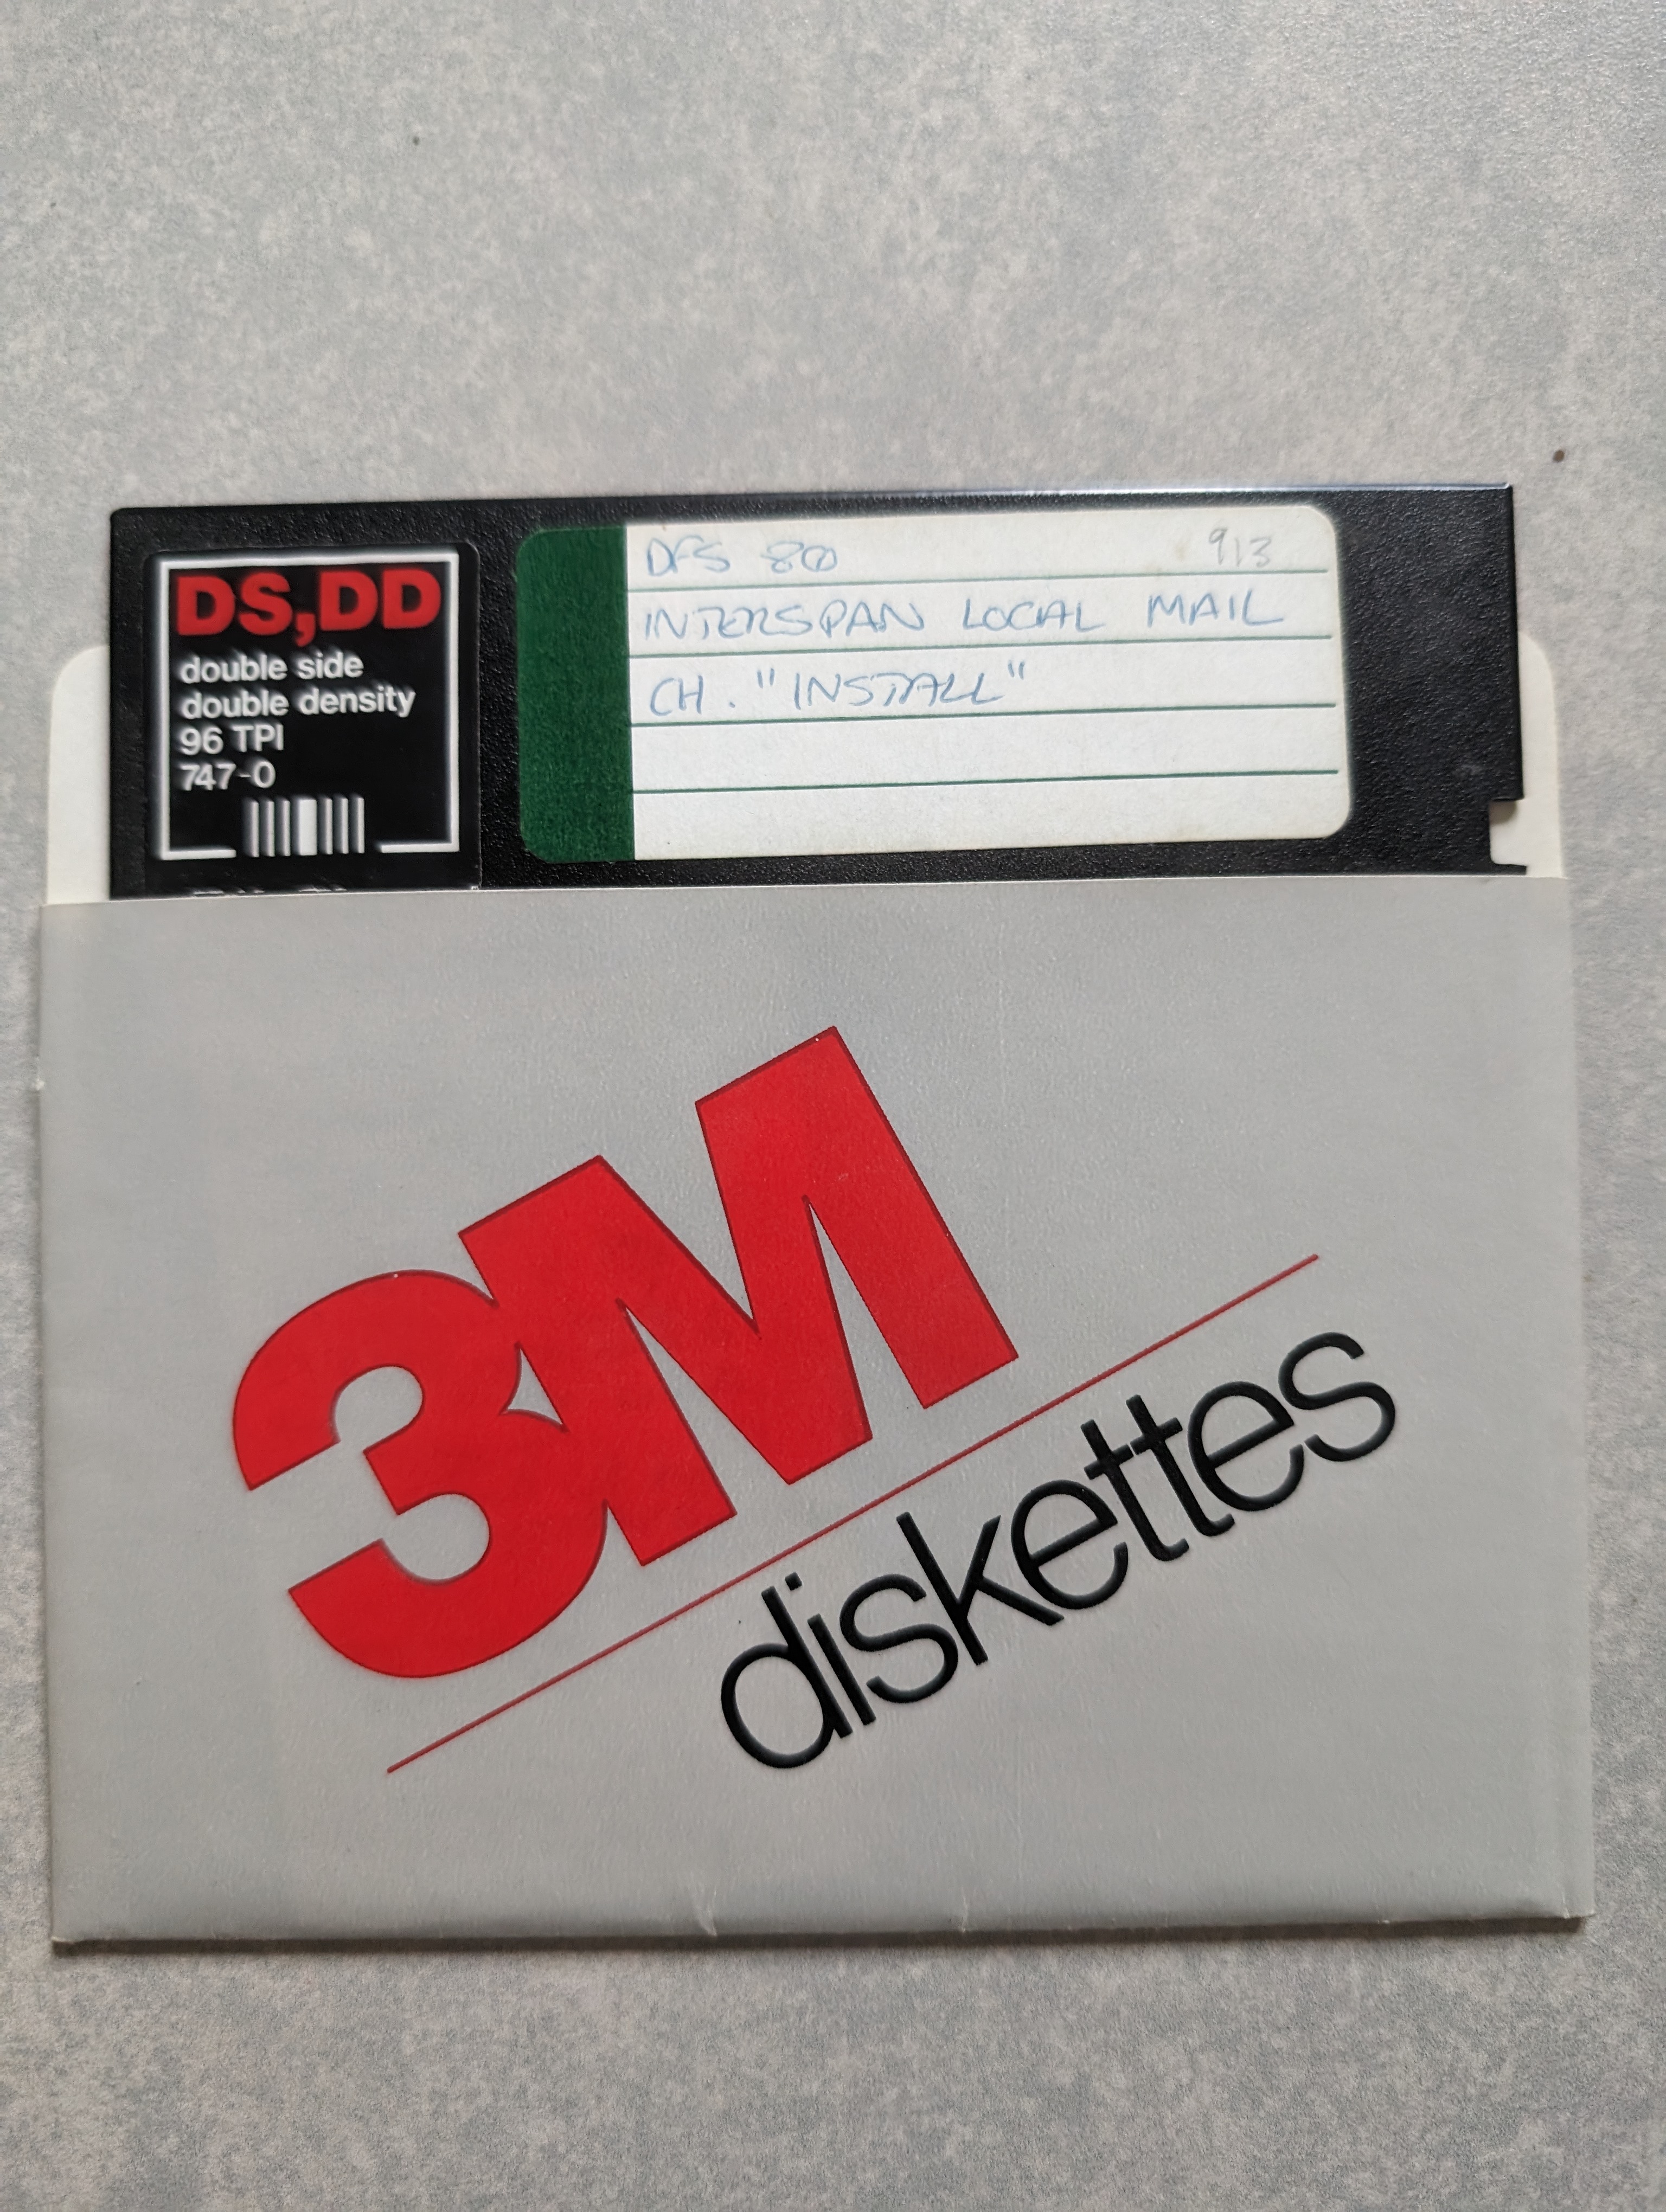 DS,DD
double side
double density
96 TPI
747-0
DFS 80 913
INTERSPAN LOCAL MAIL
CH. "INSTALL"
3M
diskettes